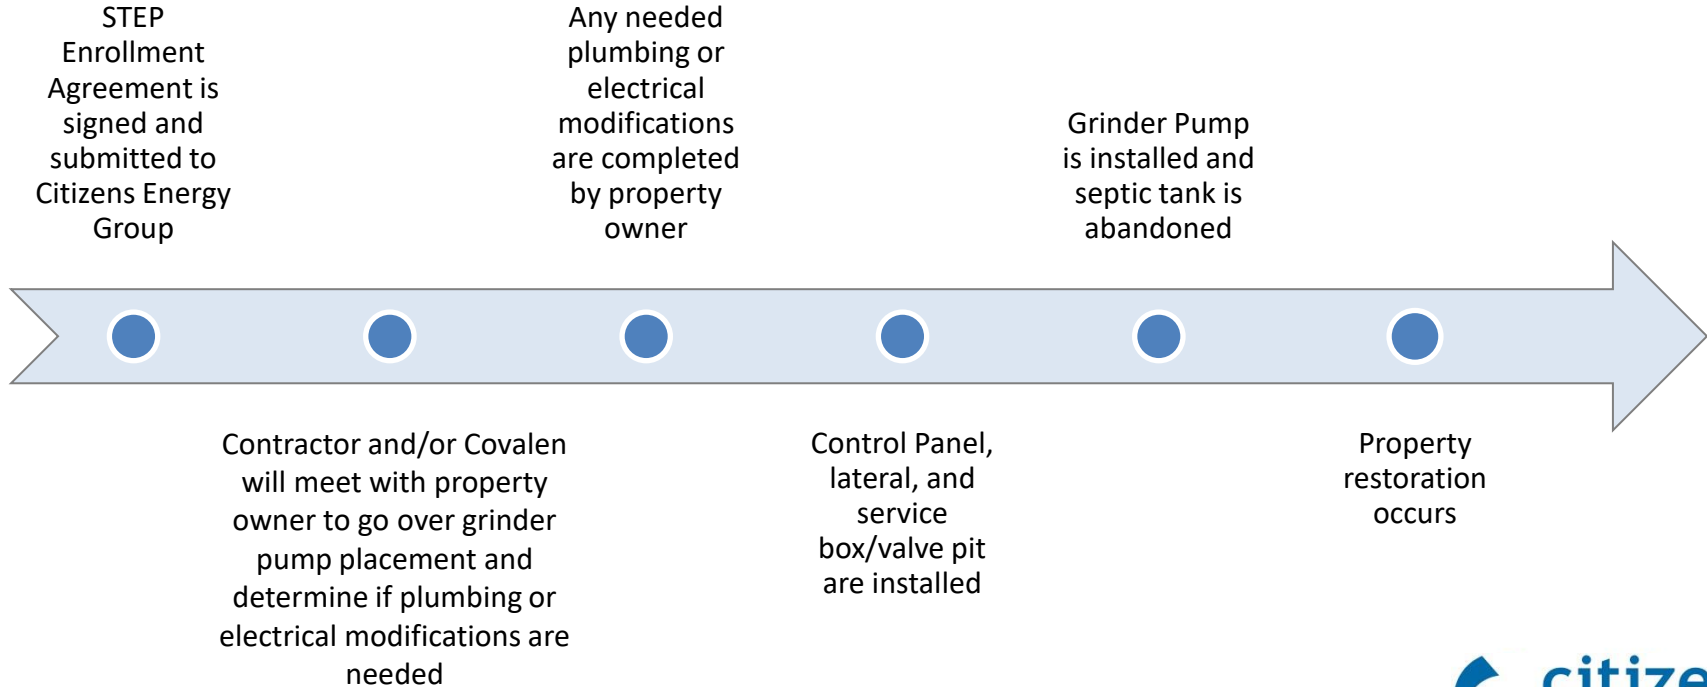 STEP
Enrollment
Agreement is
signed and
submitted to
Citizens Energy
Group
Contractor and/or Covalen
will meet with property
owner to go over grinder
pump placement and
determine if plumbing or
electrical modifications are
needed
Any needed
plumbing or
electrical
modifications
are completed
by property
owner
Control Panel,
lateral, and
service
box/valve pit
are installed
Grinder Pump
is installed and
septic tank is
abandoned
Property
restoration
occurs
citize